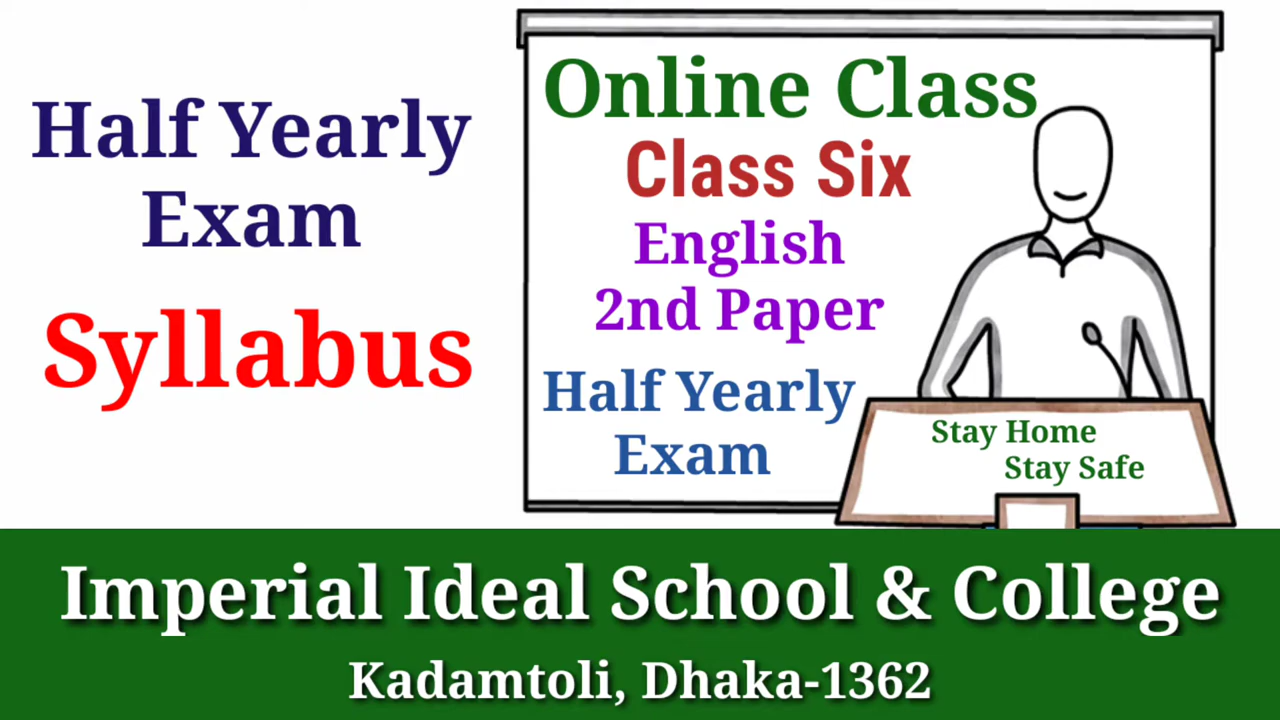 Half Yearly
Exam
Syllabus
Online Class
Class Six
English
2nd Paper
Half Yearly
Exam
Stay Home
Stay Safe
Imperial Ideal School & College
Kadamtoli, Dhaka-1362